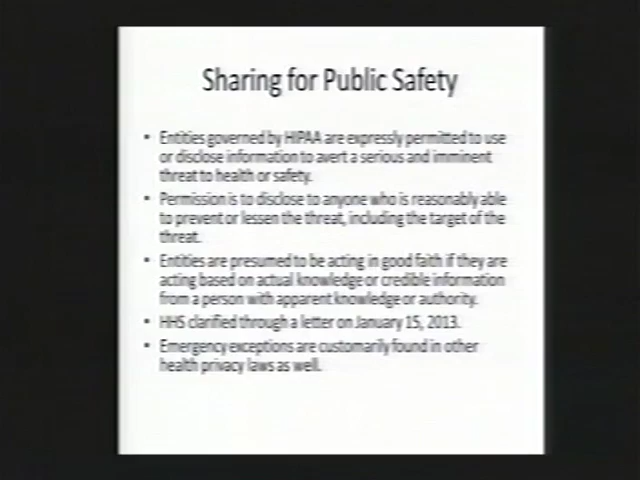 Sharing for Public Safety
• Entities governed by HIPAA are expressly permitted to use
or disclose information to avert a serious and imminent
threat to health or safety.
• Permission is to disclose to anyone who is reasonably able
to prevent or lessen the threat, including the target of the
threat.
• Entities are presumed to be acting in good faith if they are
acting based on actual knowledge or credible information
from a person with apparent knowledge or authority.
• HHS clarified through a letter on January 15, 2013.
• Emergency exceptions are customarily found in other
health privacy laws as well.